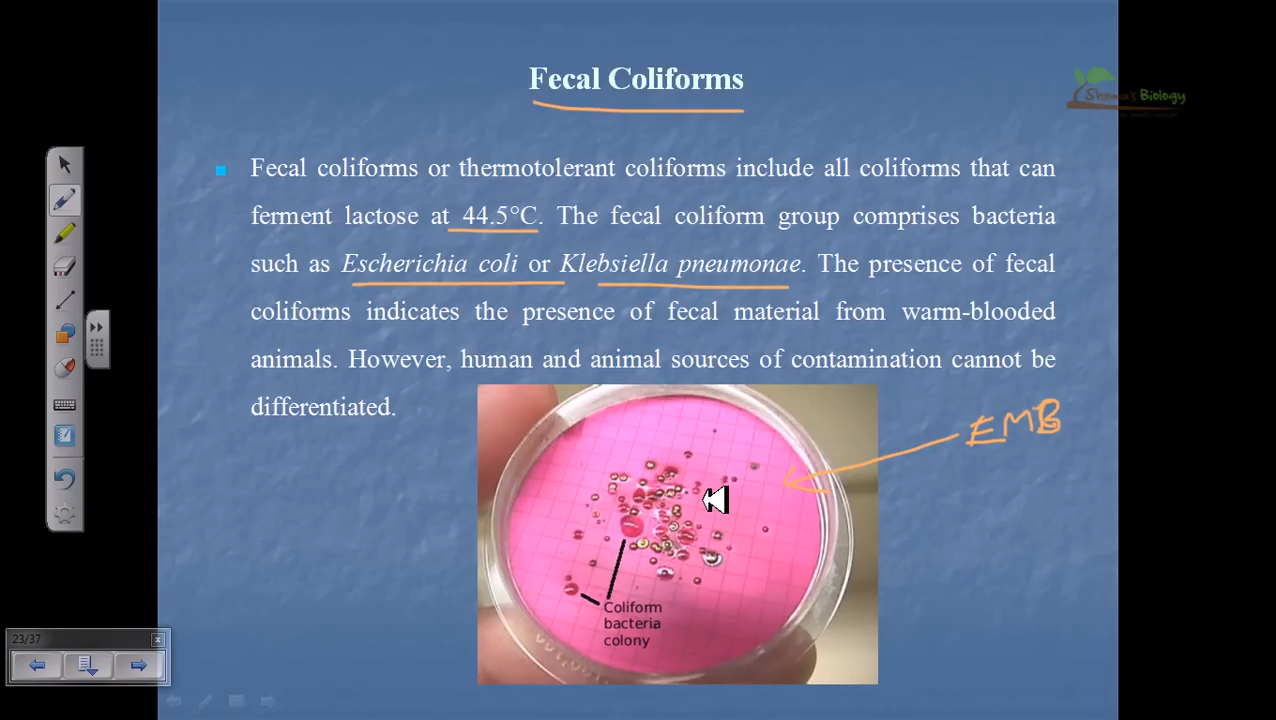 Fecal Coliforms
Shomu's Biology
Fecal coliforms or thermotolerant coliforms include all coliforms that can
ferment lactose at 44.5°C. The fecal coliform group comprises bacteria
such as Escherichia coli or Klebsiella pneumonae. The presence of fecal
coliforms indicates the presence of fecal material from warm-blooded
animals. However, human and animal sources of contamination cannot be
differentiated.
EMB
Coliform
bacteria
colony
23/37